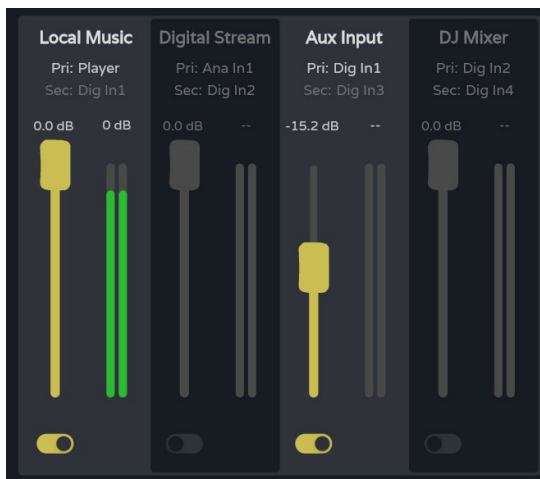 Local Music
Pri: Player
Sec: Dig In1
0.0 dB 0 dB
Digital Stream
Pri: Ana In1
Sec: Dig In2
0.0 dB --
Aux Input
Pri: Dig In1
Sec: Dig In3
-15.2 dB --
DJ Mixer
Pri: Dig In2
Sec: Dig In4
0.0 dB --